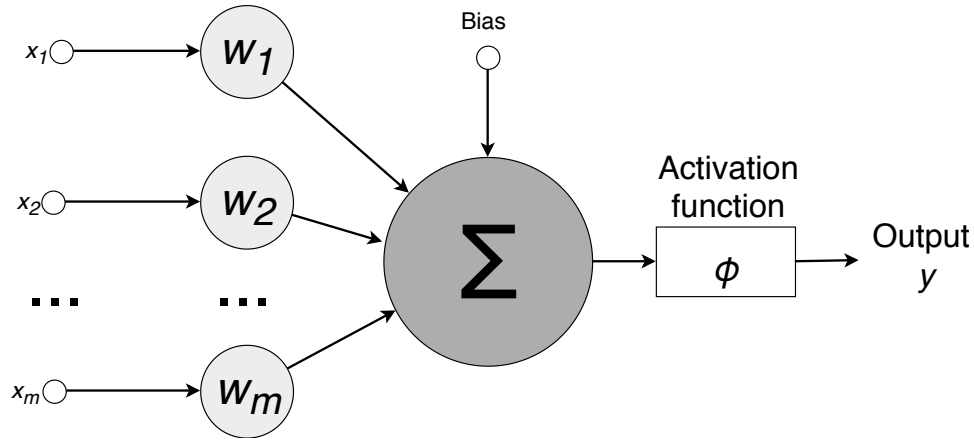 Bias
x₁
w₁
x₂
w₂
Σ
Activation
function
ϕ
Output
y
... ...
xₘ
wₘ